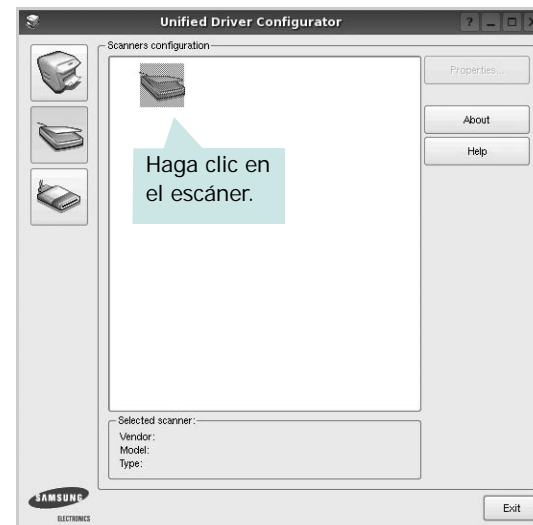 Unified Driver Configurator
?
Scanners configuration
Properties...
About
Help
Haga clic en
el escáner.
Selected scanner:
Vendor:
Model:
Type:
SAMSUNG
ELECTRONICS
Exit